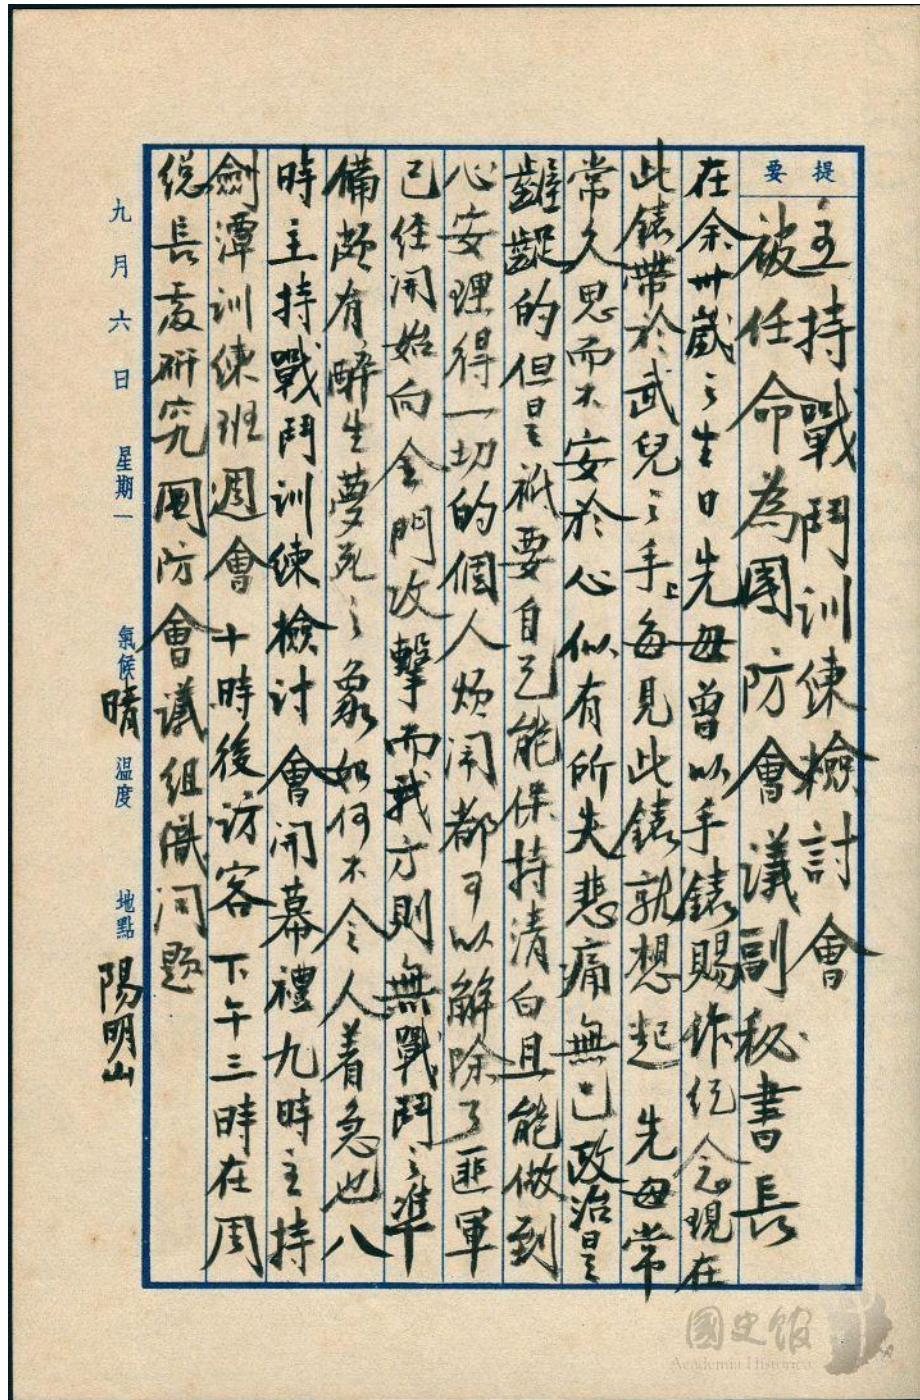 提要
主持戰鬥訓練檢討會
被任命為國防會議副秘書長
在余卅歲之生日先母曾以手錶賜作紀念現在
此錶帶於武兒之手上每見此錶就想起 先母常
常久思而不安於心似有所失悲痛無已政治是
齷齪的但是祇要自己能保持清白且能做到
心安理得一切的個人煩鬧都可以解除了匪軍
已經開始向金門攻擊而我方則無戰鬥之準
備頗有醉生夢死之象如何不令人着急也八
時主持戰鬥訓練檢討會開幕禮九時主持
劍潭訓練班週會十時後訪客下午三時在周
總長處研究國防會議組織問題
九月六日 星期一 氣候 晴 溫度 地點 陽明山
國史館
Academia Historica